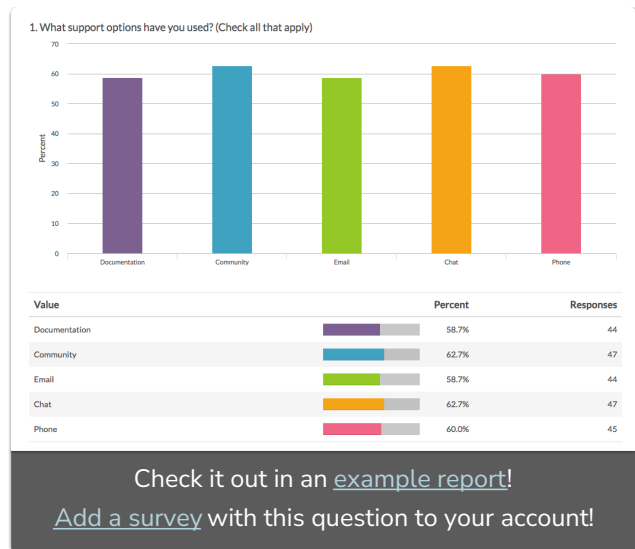 1. What support options have you used? (Check all that apply)
70
60
50
40
30
20
10
0
Percent
Documentation Community Email Chat Phone
Value Percent Responses
Documentation 58.7% 44
Community 62.7% 47
Email 58.7% 44
Chat 62.7% 47
Phone 60.0% 45
Check it out in an example report!
Add a survey with this question to your account!